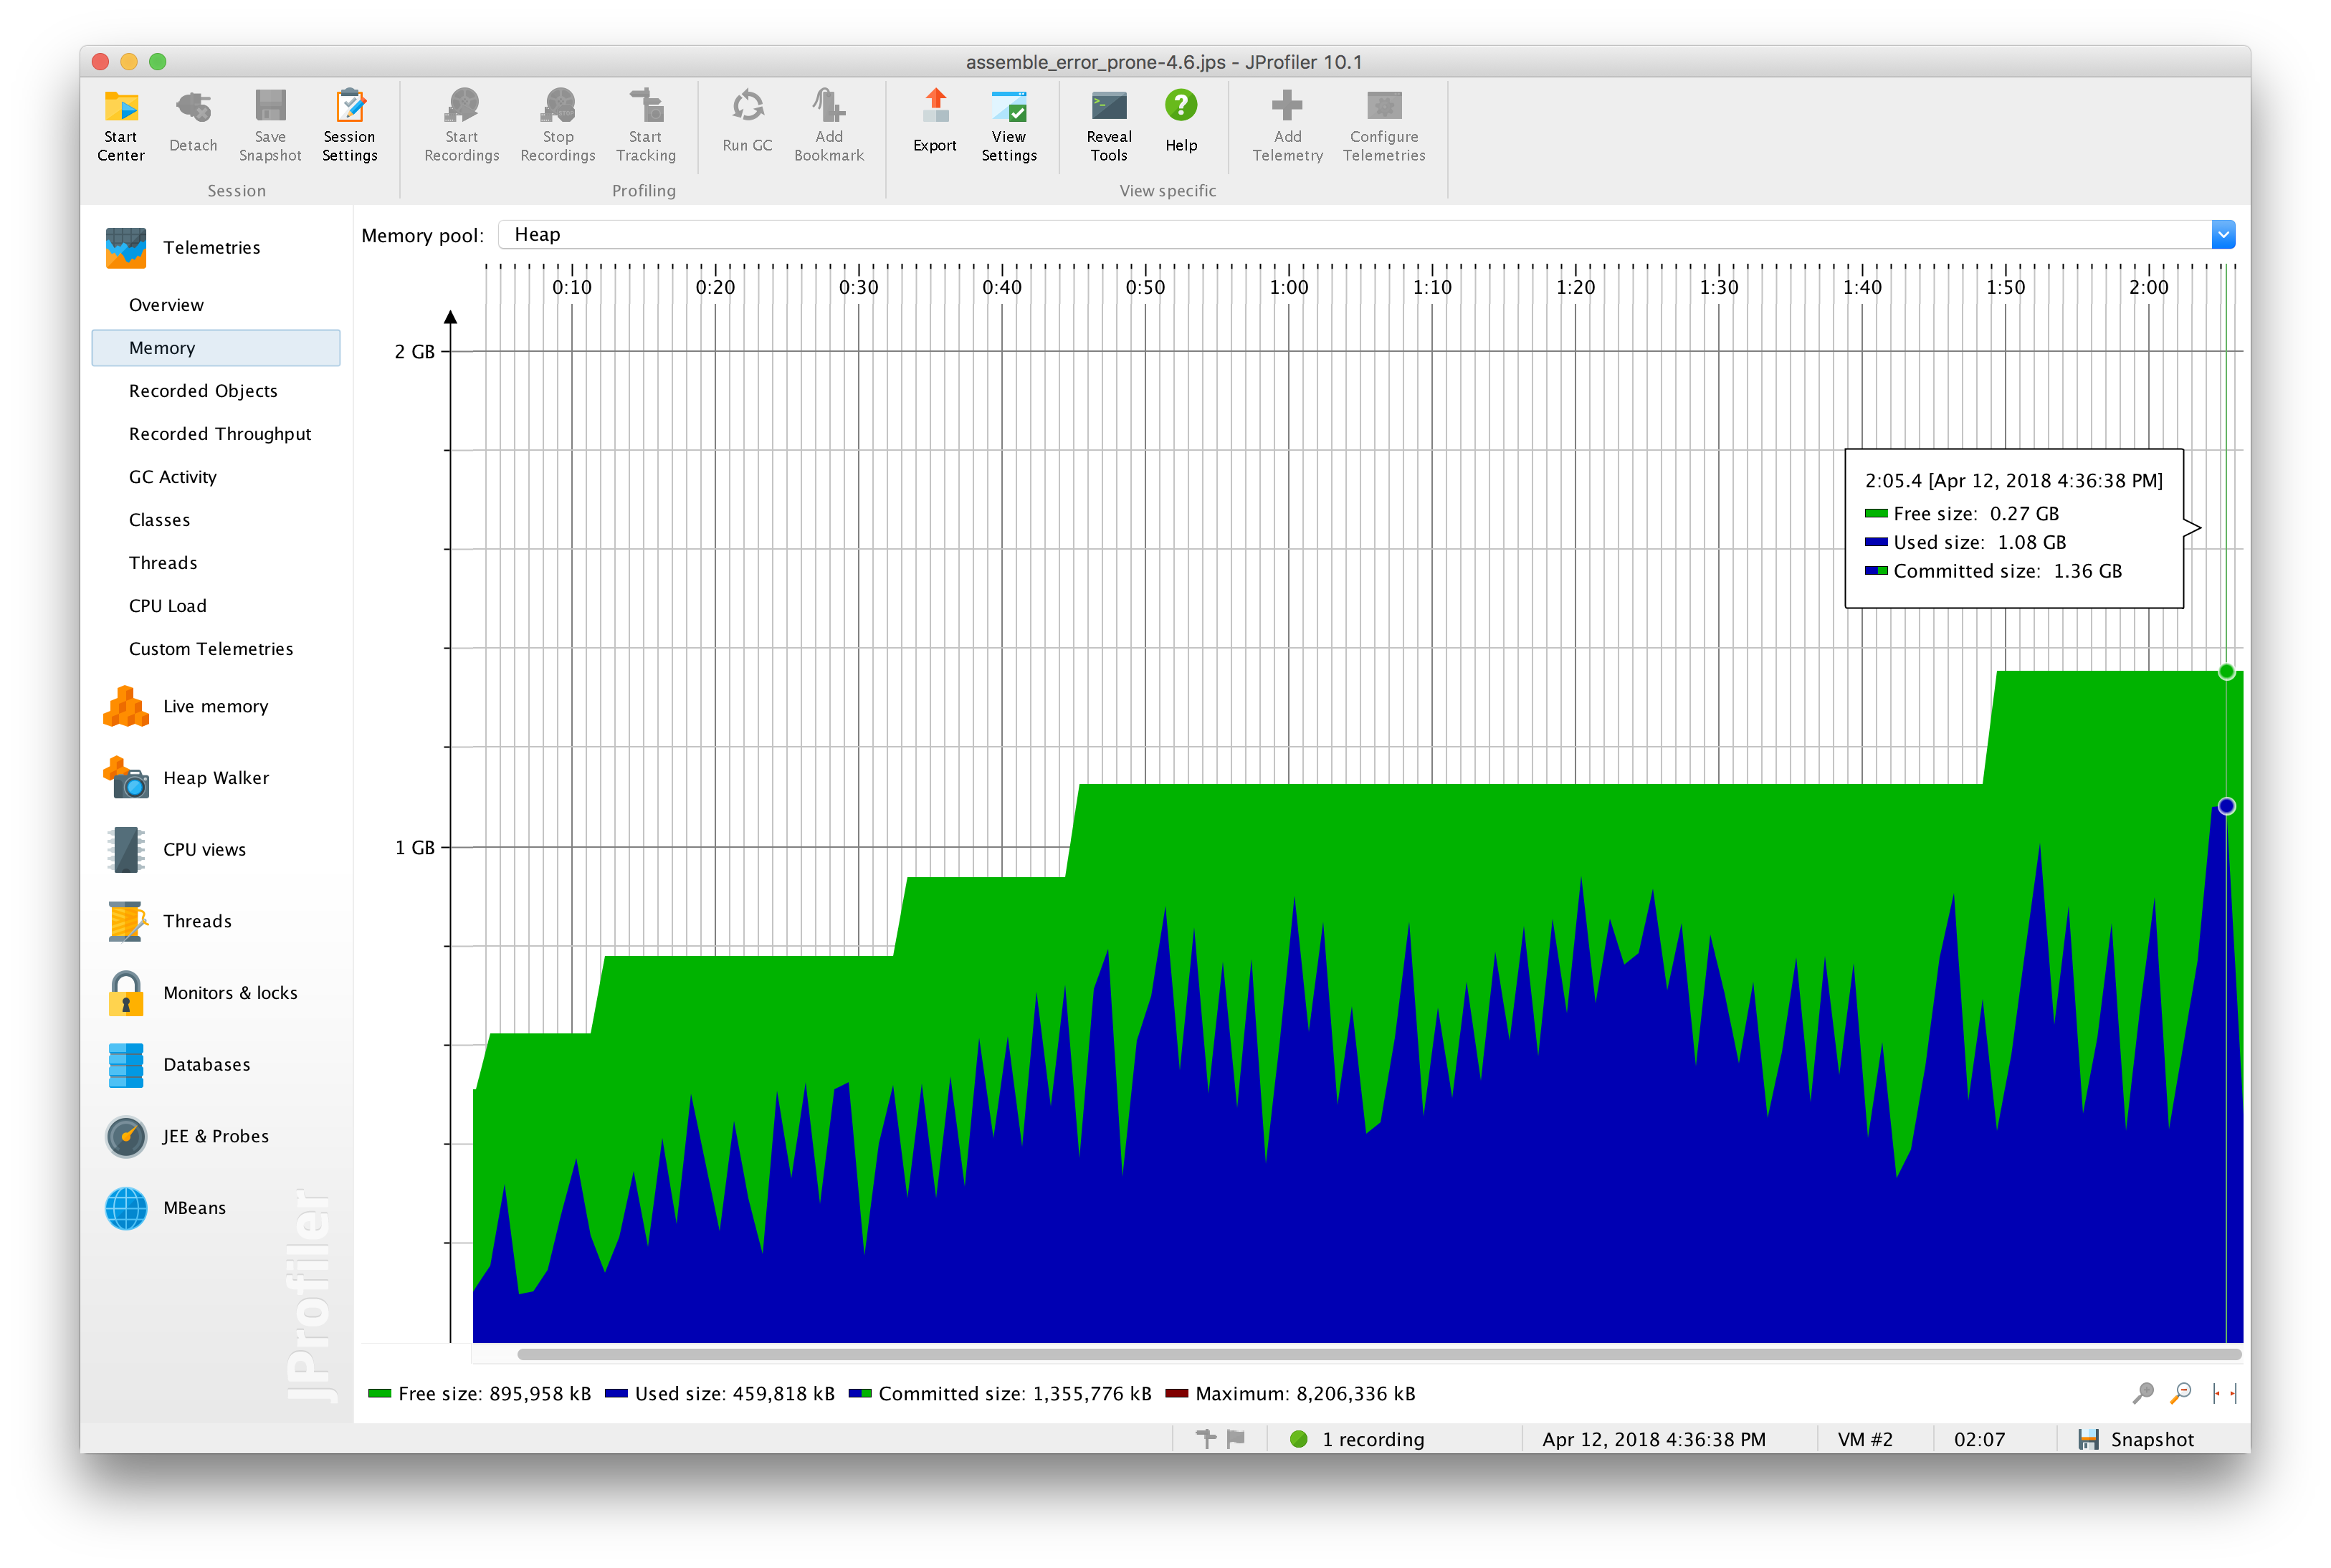 assemble_error_prone-4.6.jps - JProfiler 10.1
Start Center
Detach
Save Snapshot
Session Settings
Start Recordings
Stop Recordings
Start Tracking
Run GC
Add Bookmark
Export
View Settings
Reveal Tools
Help
Add Telemetry
Configure Telemetries
Session
Profiling
View specific
Telemetries
Overview
Memory
Recorded Objects
Recorded Throughput
GC Activity
Classes
Threads
CPU Load
Custom Telemetries
Live memory
Heap Walker
CPU views
Threads
Monitors & locks
Databases
JEE & Probes
MBeans
JProfiler
Memory pool: Heap
0:10 0:20 0:30 0:40 0:50 1:00 1:10 1:20 1:30 1:40 1:50 2:00
2 GB
1 GB
2:05.4 [Apr 12, 2018 4:36:38 PM]
Free size: 0.27 GB
Used size: 1.08 GB
Committed size: 1.36 GB
Free size: 895,958 kB Used size: 459,818 kB Committed size: 1,355,776 kB Maximum: 8,206,336 kB
1 recording Apr 12, 2018 4:36:38 PM VM #2 02:07 Snapshot